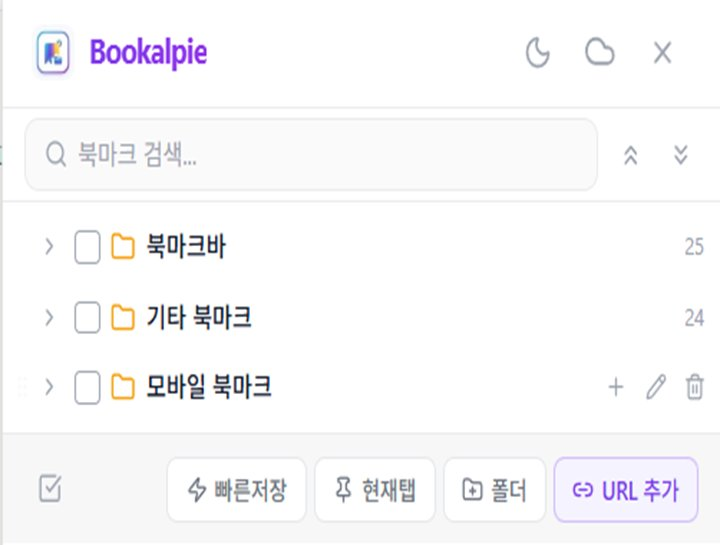 Bookalpie
북마크 검색...
북마크바 25
기타 북마크 24
모바일 북마크
빠른저장 현재탭 폴더 URL 추가